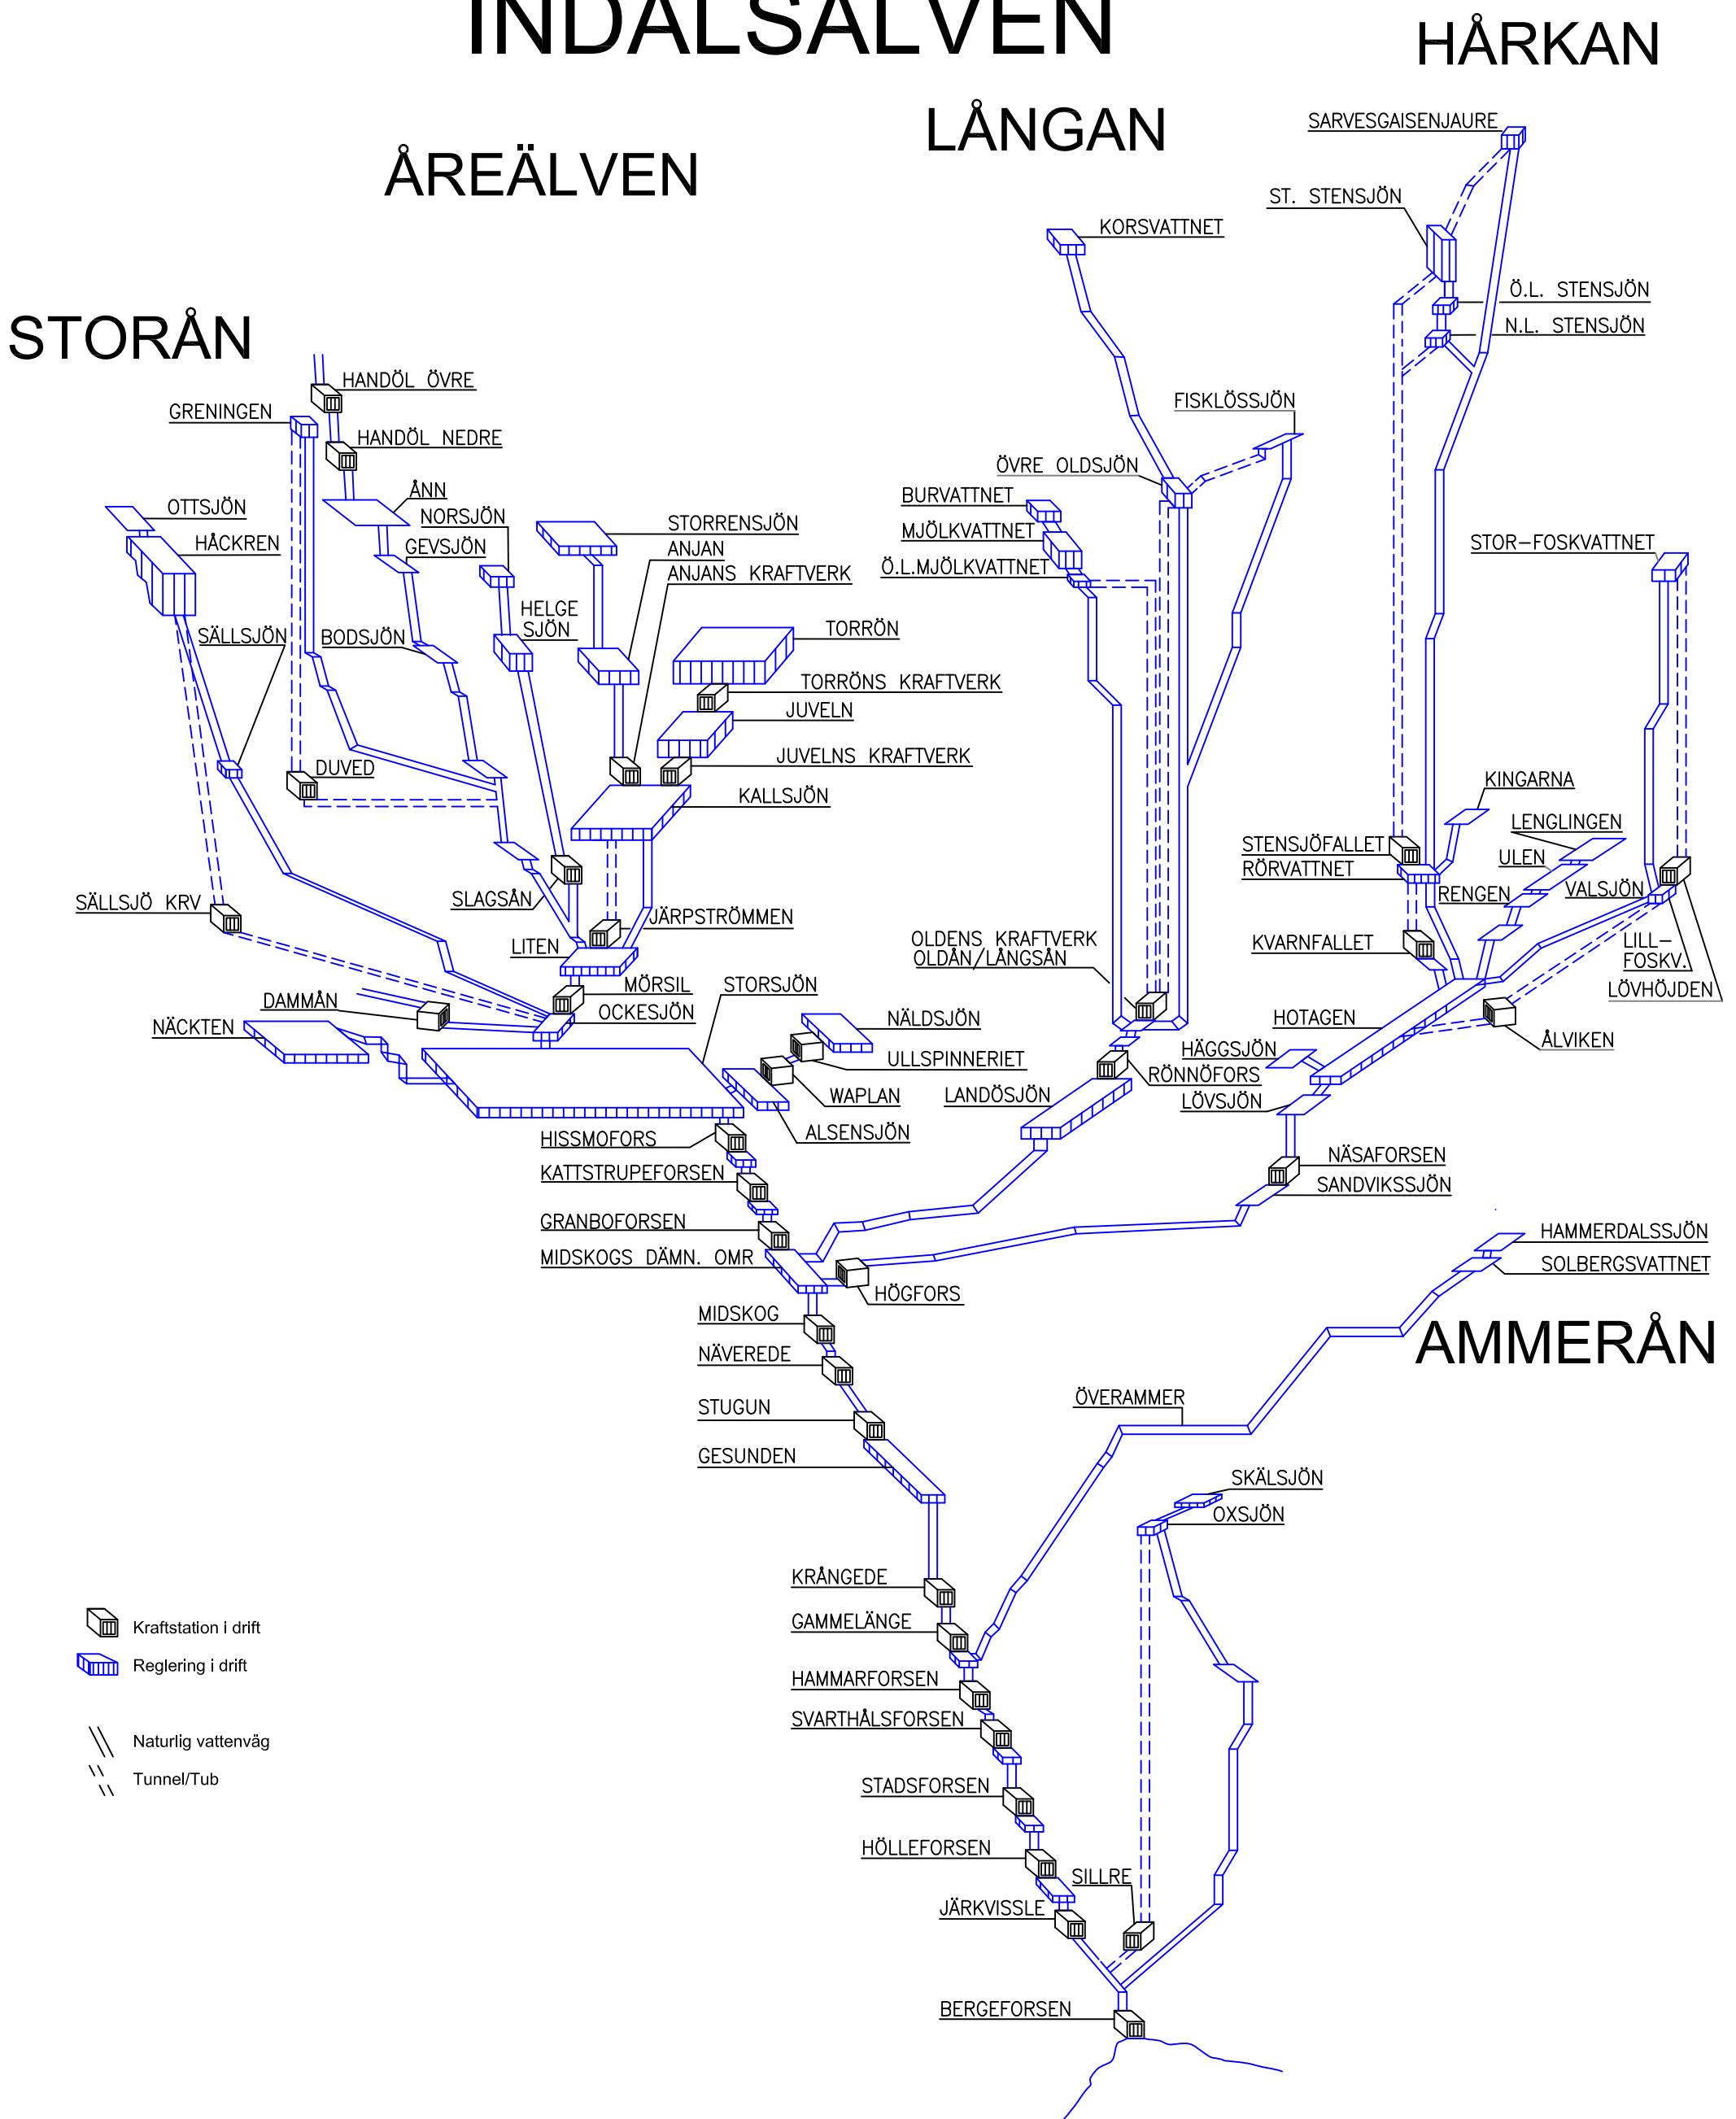 INDALSÄLVEN
HÅRKAN
LÅNGAN
ÅREÄLVEN
STORÅN
SARVESGAISENJAURE
ST. STENSJÖN
KORSVATTNET
Ö.L. STENSJÖN
N.L. STENSJÖN
HANDÖL ÖVRE
GRENINGEN
HANDÖL NEDRE
FISKLÖSSJÖN
ÖVRE OLDSJÖN
OTTSJÖN
ÅNN
NORSJÖN
HÅCKREN
GEVSJÖN
STORRENSJÖN
ANJAN
ANJANS KRAFTVERK
BURVATTNET
MJÖLKVATTNET
Ö.L.MJÖLKVATTNET
STOR-FOSKVATTNET
SÄLLSJÖN
BODSJÖN
HELGE
SJÖN
TORRÖN
TORRÖNS KRAFTVERK
JUVELN
JUVELNS KRAFTVERK
DUVED
KALLSJÖN
KINGARNA
LENGLINGEN
STENSJÖFALLET
ULEN
RÖRVATTNET
RENGEN
VALSJÖN
SÄLLSJÖ KRV
SLAGSÅN
JÄRPSTRÖMMEN
LITEN
OLDENS KRAFTVERK
OLDÅN/LÅNGSÅN
KVARNFALLET
LILL-
FOSKV.
LÖVHÖJDEN
MÖRSIL
STORSJÖN
DAMMÅN
OCKESJÖN
NÄCKTEN
NÄLDSJÖN
HOTAGEN
ÅLVIKEN
ULLSPINNERIET
HÄGGSJÖN
RÖNNÖFORS
WAPLAN
LANDÖSJÖN
LÖVSJÖN
ALSENSJÖN
HISSMOFORS
KATTSTRUPEFORSEN
NÄSAFORSEN
SANDVIKSSJÖN
GRANBOFORSEN
HAMMERDALSSJÖN
MIDSKOGS DÄMN. OMR
SOLBERGSVATTNET
HÖGFORS
MIDSKOG
AMMERÅN
NÄVEREDE
ÖVERAMMER
STUGUN
GESUNDEN
SKÄLSJÖN
OXSJÖN
KRÅNGEDE
GAMMELÄNGE
Kraftstation i drift
Reglering i drift
HAMMARFORSEN
SVARTHÅLSFORSEN
Naturlig vattenväg
Tunnel/Tub
STADSFORSEN
HÖLLEFORSEN
SILLRE
JÄRKVISSLE
BERGEFORSEN